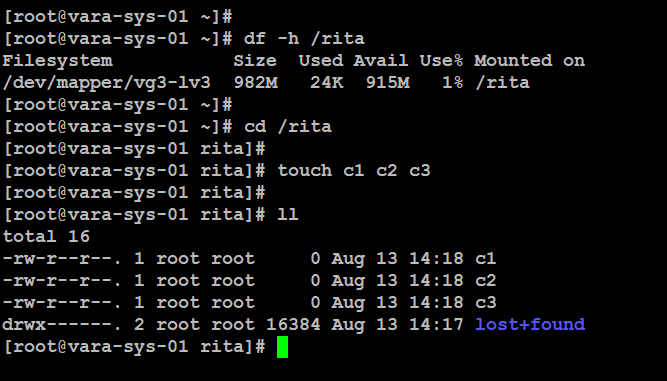 [root@vara-sys-01 ~]#
[root@vara-sys-01 ~]# df -h /rita
Filesystem           Size  Used Avail Use% Mounted on
/dev/mapper/vg3-lv3  982M   24K  915M   1% /rita
[root@vara-sys-01 ~]#
[root@vara-sys-01 ~]# cd /rita
[root@vara-sys-01 rita]#
[root@vara-sys-01 rita]# touch c1 c2 c3
[root@vara-sys-01 rita]#
[root@vara-sys-01 rita]# ll
total 16
-rw-r--r--. 1 root root     0 Aug 13 14:18 c1
-rw-r--r--. 1 root root     0 Aug 13 14:18 c2
-rw-r--r--. 1 root root     0 Aug 13 14:18 c3
drwx------. 2 root root 16384 Aug 13 14:17 lost+found
[root@vara-sys-01 rita]#